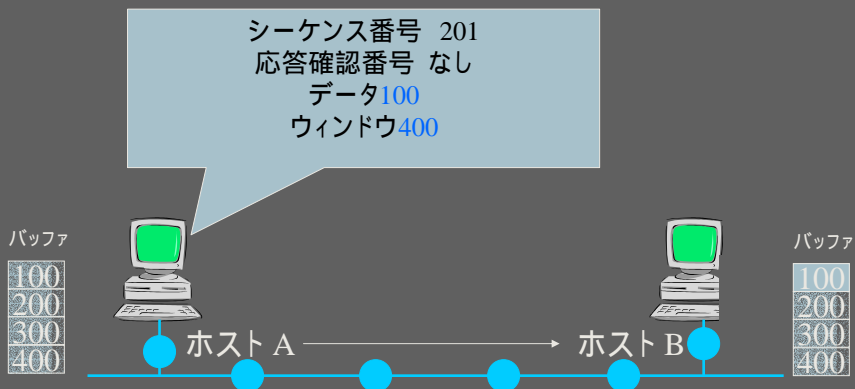 シーケンス番号 201
応答確認番号 なし
データ100
ウィンドウ400
バッファ
100
200
300
400
ホスト A
ホスト B
バッファ
100
200
300
400